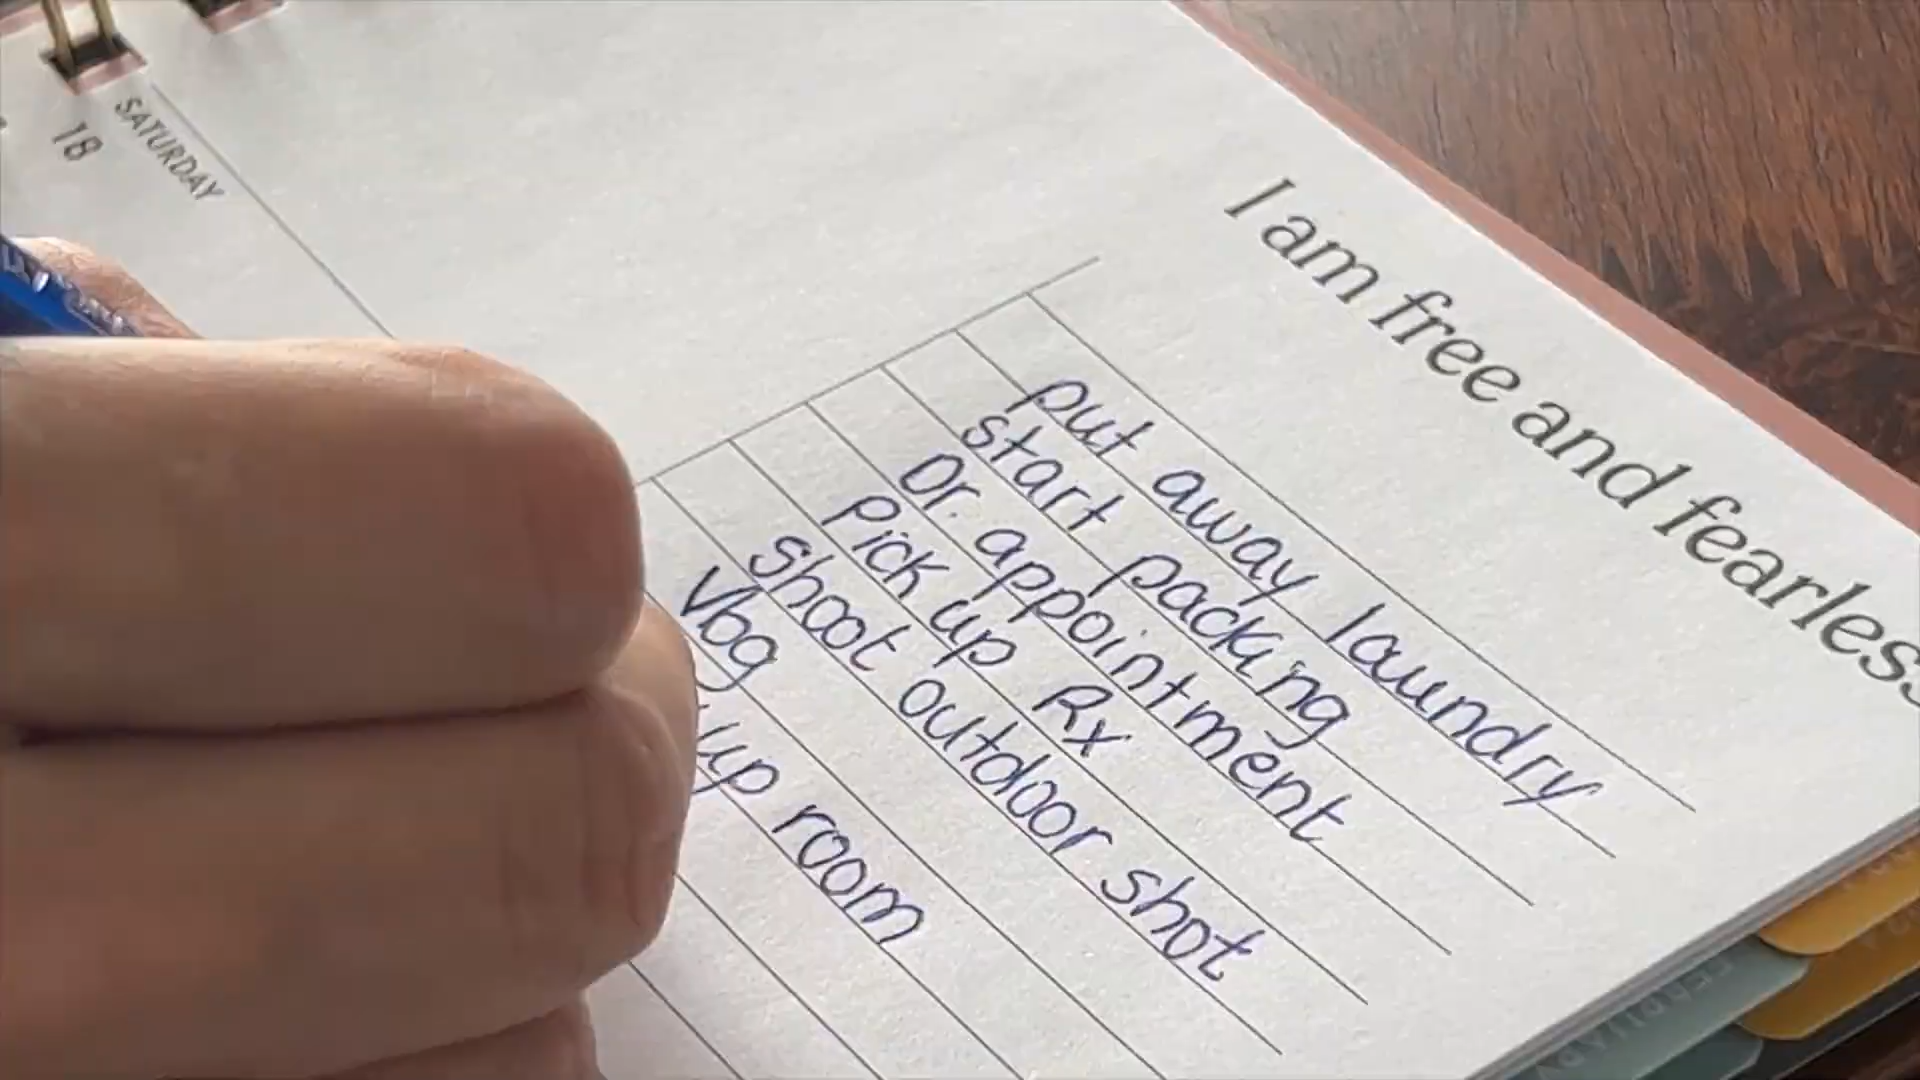 SATURDAY
18
I am free and fearless
put away laundry
start packing
Dr. appointment
pick up Rx
shoot outdoor shot
Vlog
up room